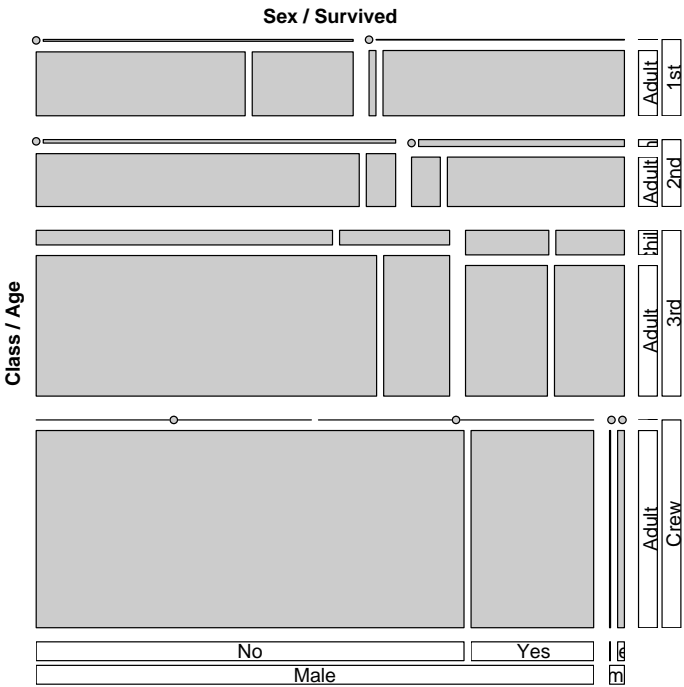 Sex / Survived
Class / Age
Adult
1st
Adult
2nd
Adult
3rd
Adult
Crew
No
Yes
Male